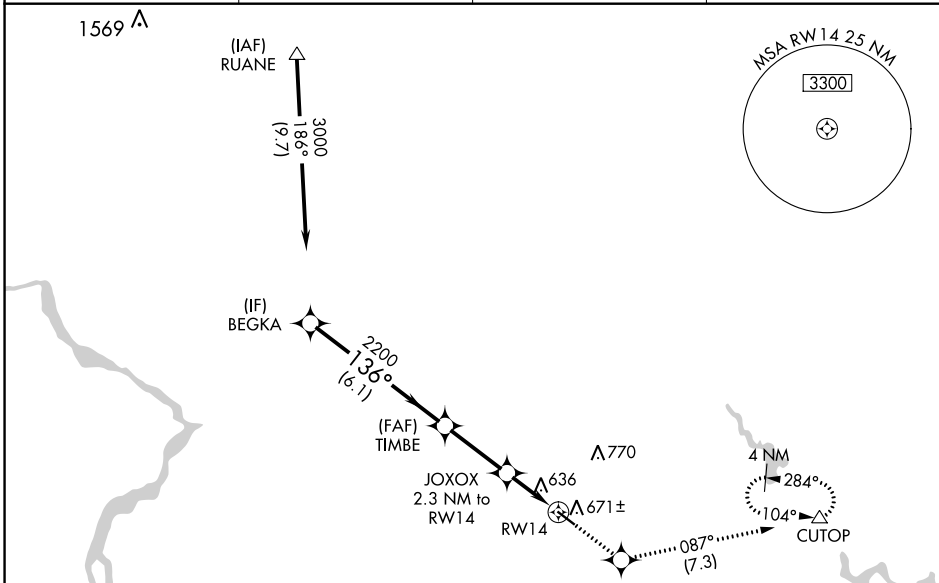 1569
(IAF)
RUANE
3000
186°
(9.7)
MSA RW14 25 NM
3300
(IF)
BEGKA
2200
136°
(6.1)
(FAF)
TIMBE
JOXOX
2.3 NM to
RW14
636
770
671±
RW14
4 NM
284°
104°
CUTOP
087°
(7.3)